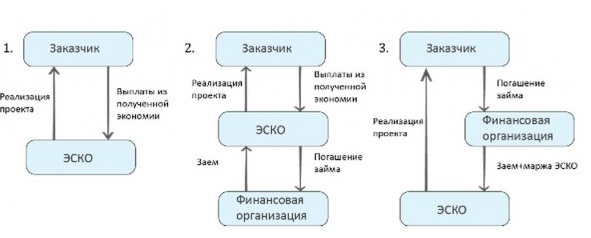 1.
Заказчик
Реализация
проекта
Выплаты из
полученной
экономии
ЭСКО
2.
Заказчик
Реализация
проекта
Выплаты из
полученной
экономии
ЭСКО
Заем
Погашение
займа
Финансовая
организация
3.
Заказчик
Погашение
займа
Реализация
проекта
Финансовая
организация
Заем+маржа ЭСКО
ЭСКО